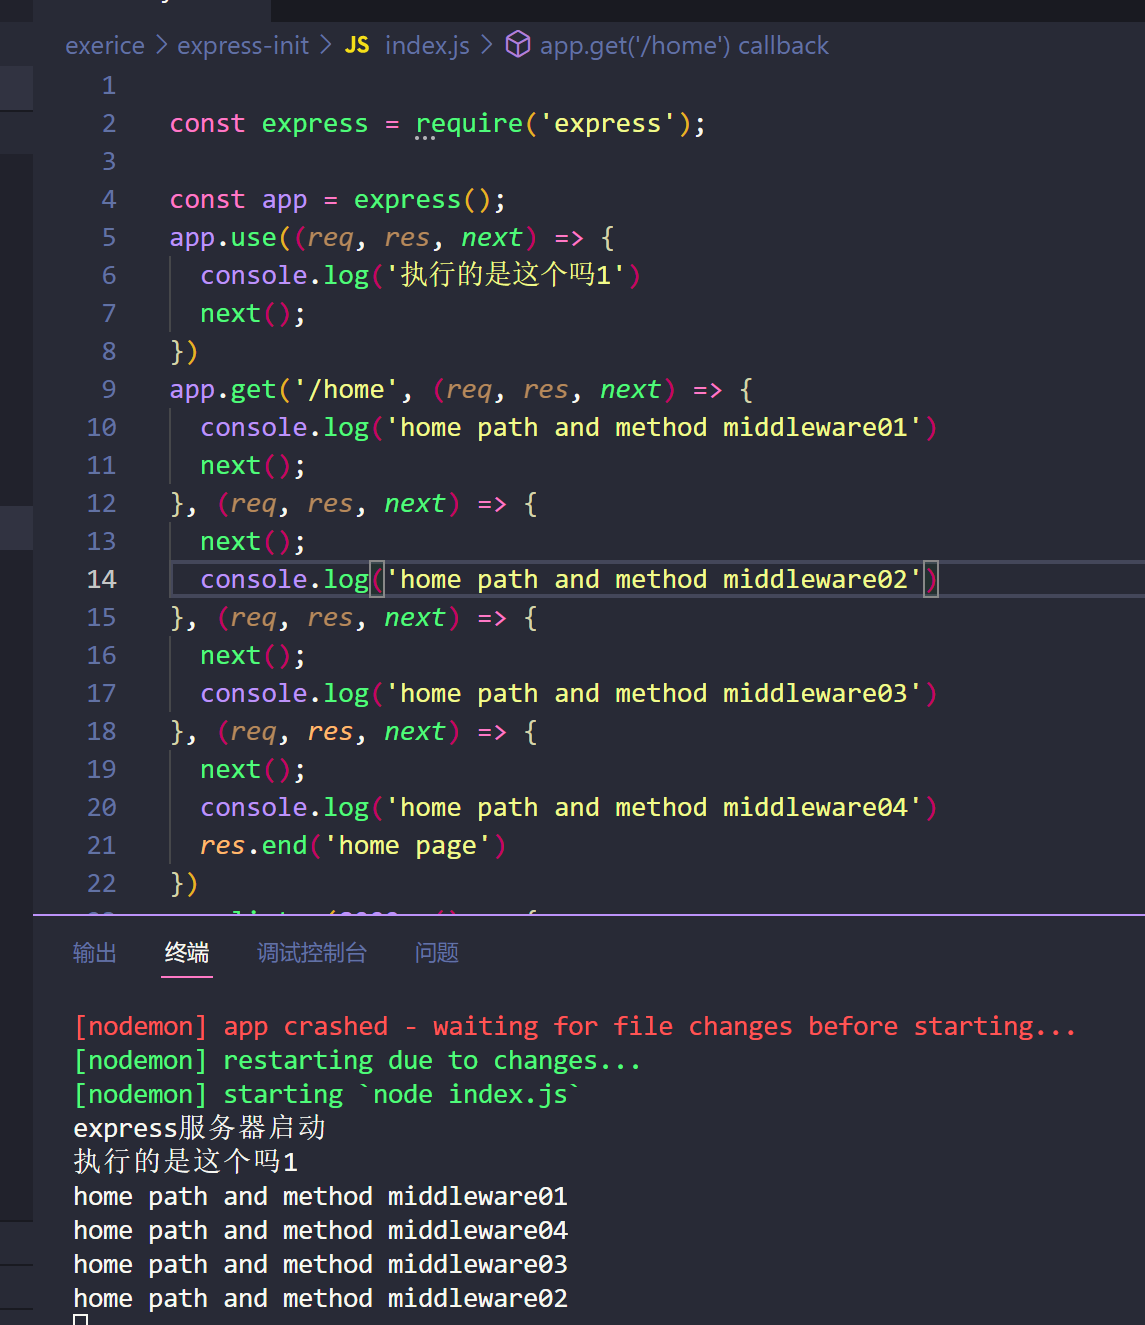 exerice > express-init > JS index.js > app.get('/home') callback
1
2 const express = require('express');
3
4 const app = express();
5 app.use((req, res, next) => {
6 console.log('执行的是这个吗1')
7 next();
8 })
9 app.get('/home', (req, res, next) => {
10 console.log('home path and method middleware01')
11 next();
12 }, (req, res, next) => {
13 next();
14 console.log('home path and method middleware02')
15 }, (req, res, next) => {
16 next();
17 console.log('home path and method middleware03')
18 }, (req, res, next) => {
19 next();
20 console.log('home path and method middleware04')
21 res.end('home page')
22 })
输出 终端 调试控制台 问题
[nodemon] app crashed - waiting for file changes before starting...
[nodemon] restarting due to changes...
[nodemon] starting `node index.js`
express服务器启动
执行的是这个吗1
home path and method middleware01
home path and method middleware04
home path and method middleware03
home path and method middleware02